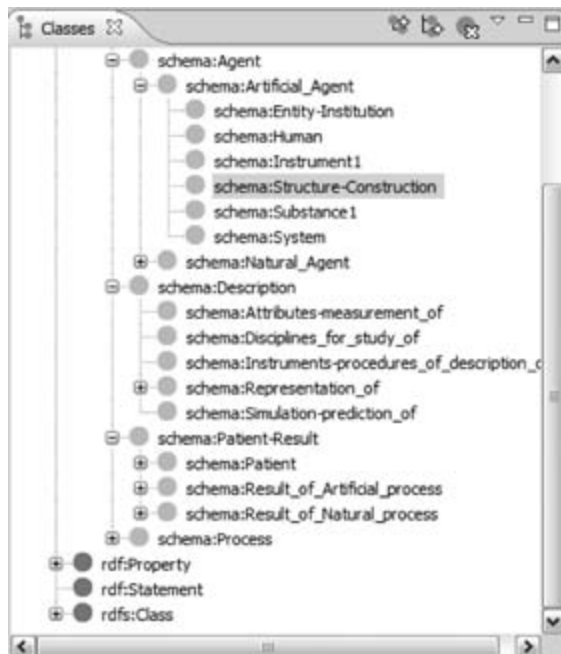 Classes
schema:Agent
schema:Artificial_Agent
schema:Entity-Institution
schema:Human
schema:Instrument1
schema:Structure-Construction
schema:Substance1
schema:System
schema:Natural_Agent
schema:Description
schema:Attributes-measurement_of
schema:Disciplines_for_study_of
schema:Instruments-procedures_of_description_o
schema:Representation_of
schema:Simulation-prediction_of
schema:Patient-Result
schema:Patient
schema:Result_of_Artificial_process
schema:Result_of_Natural_process
schema:Process
rdf:Property
rdf:Statement
rdfs:Class